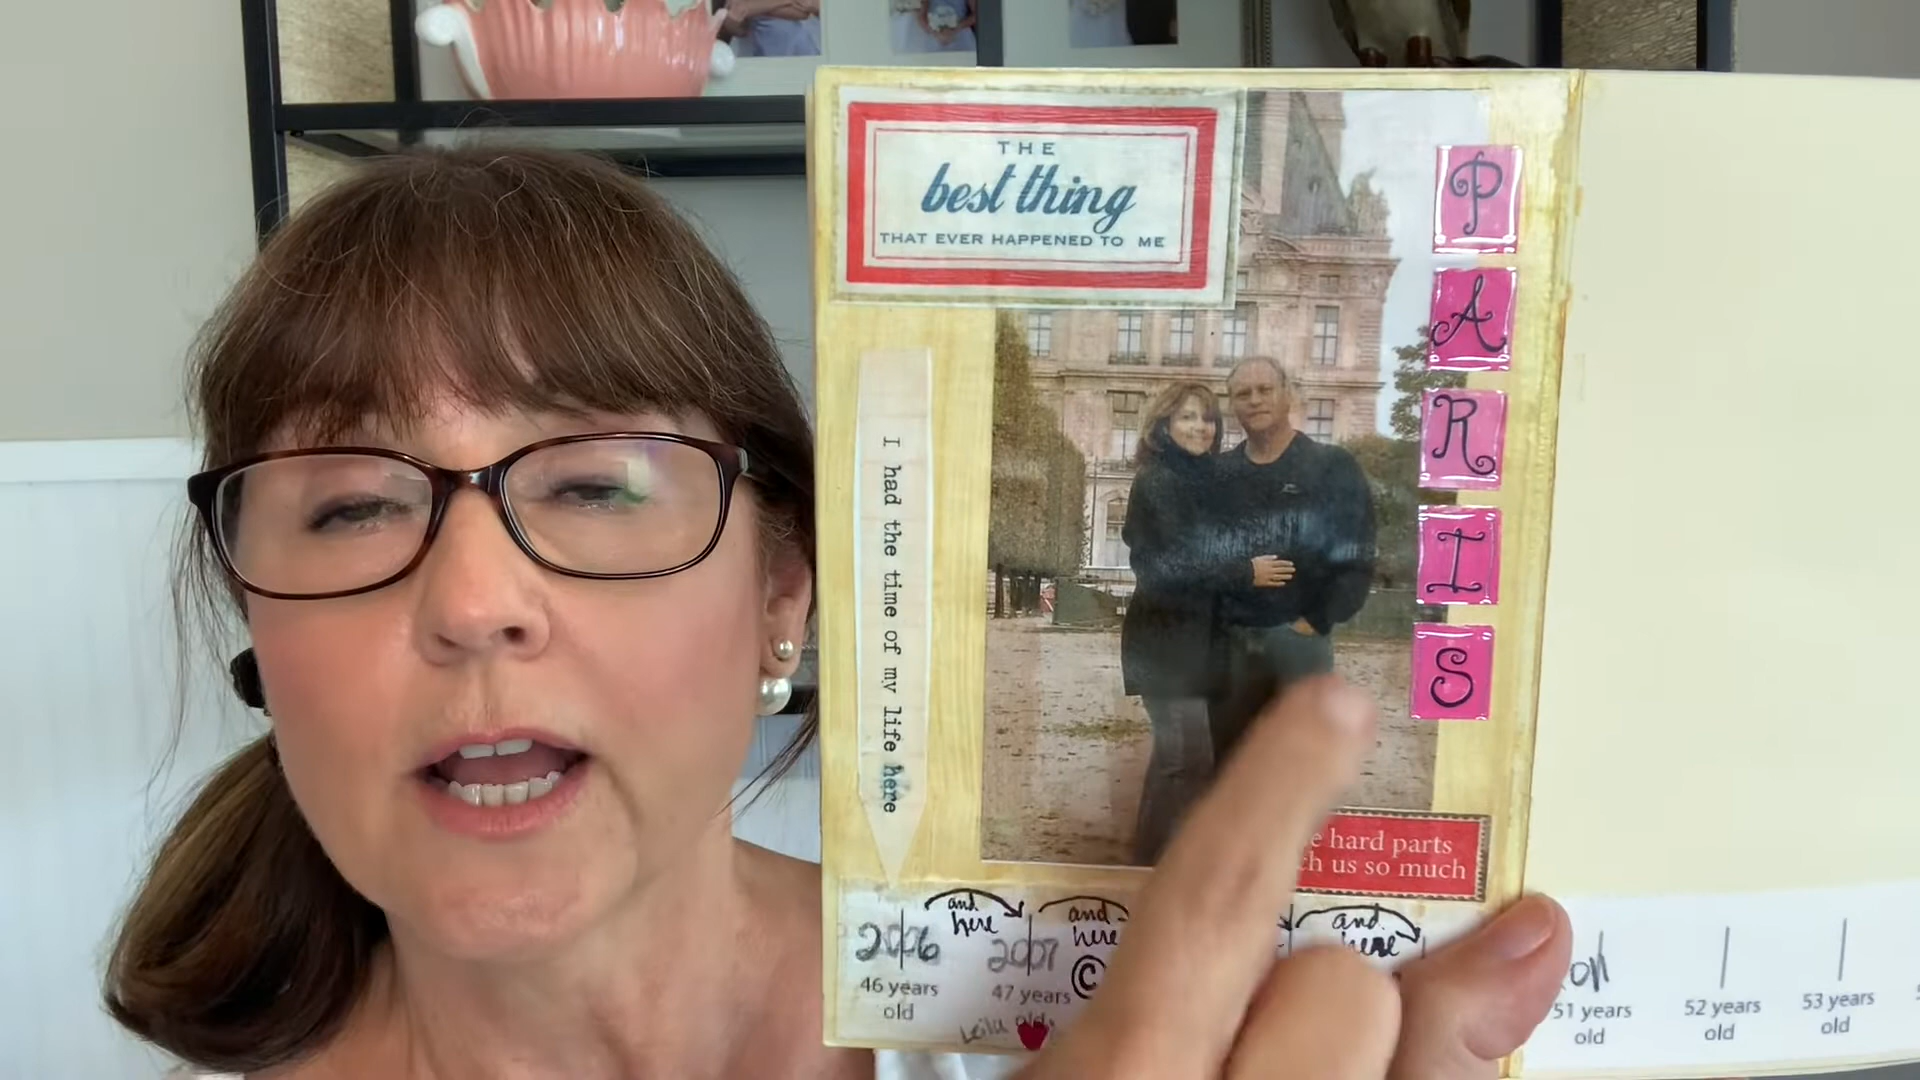 THE
best thing
THAT EVER HAPPENED TO ME
P
A
R
I
S
I had the time of my life here
hard parts
us so much
and here
and here
and here
2006
2007
©
46 years old
47 years old
Leila
51 years old
52 years old
53 years old